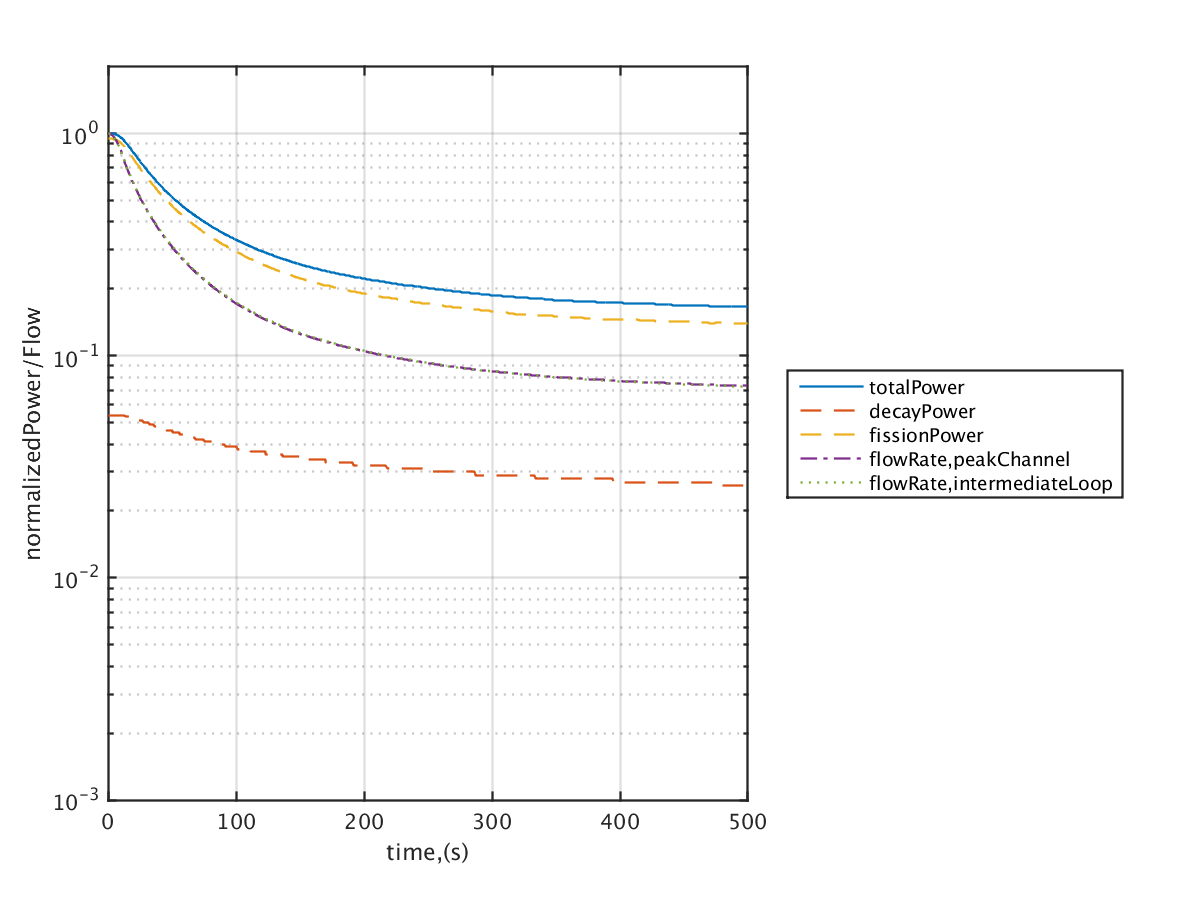 10^0
10^-1
10^-2
10^-3
normalizedPower/Flow
0 100 200 300 400 500
time,(s)
totalPower
decayPower
fissionPower
flowRate,peakChannel
flowRate,intermediateLoop